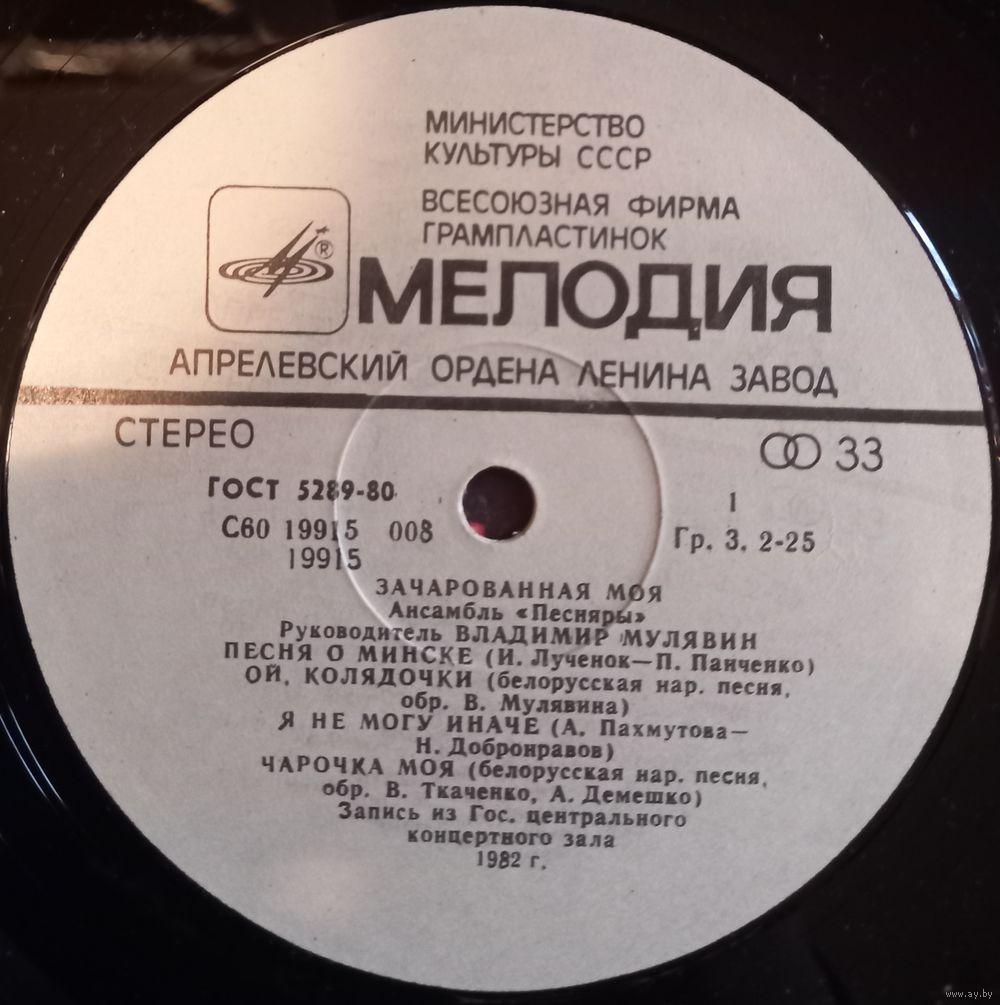 МИНИСТЕРСТВО
КУЛЬТУРЫ СССР
ВСЕСОЮЗНАЯ ФИРМА
ГРАМПЛАСТИНОК
®
МЕЛОДИЯ
АПРЕЛЕВСКИЙ ОРДЕНА ЛЕНИНА ЗАВОД
СТЕРЕО
33
ГОСТ 5289-80
1
С60 19915 008
Гр. 3. 2-25
19915
ЗАЧАРОВАННАЯ МОЯ
Ансамбль «Песняры»
Руководитель ВЛАДИМИР МУЛЯВИН
ПЕСНЯ О МИНСКЕ (И. Лученок—П. Панченко)
ОЙ, КОЛЯДОЧКИ (белорусская нар. песня,
обр. В. Мулявина)
Я НЕ МОГУ ИНАЧЕ (А. Пахмутова—
Н. Добронравов)
ЧАРОЧКА МОЯ (белорусская нар. песня,
обр. В. Ткаченко, А. Демешко)
Запись из Гос. центрального
концертного зала
1982 г.
www.ay.by